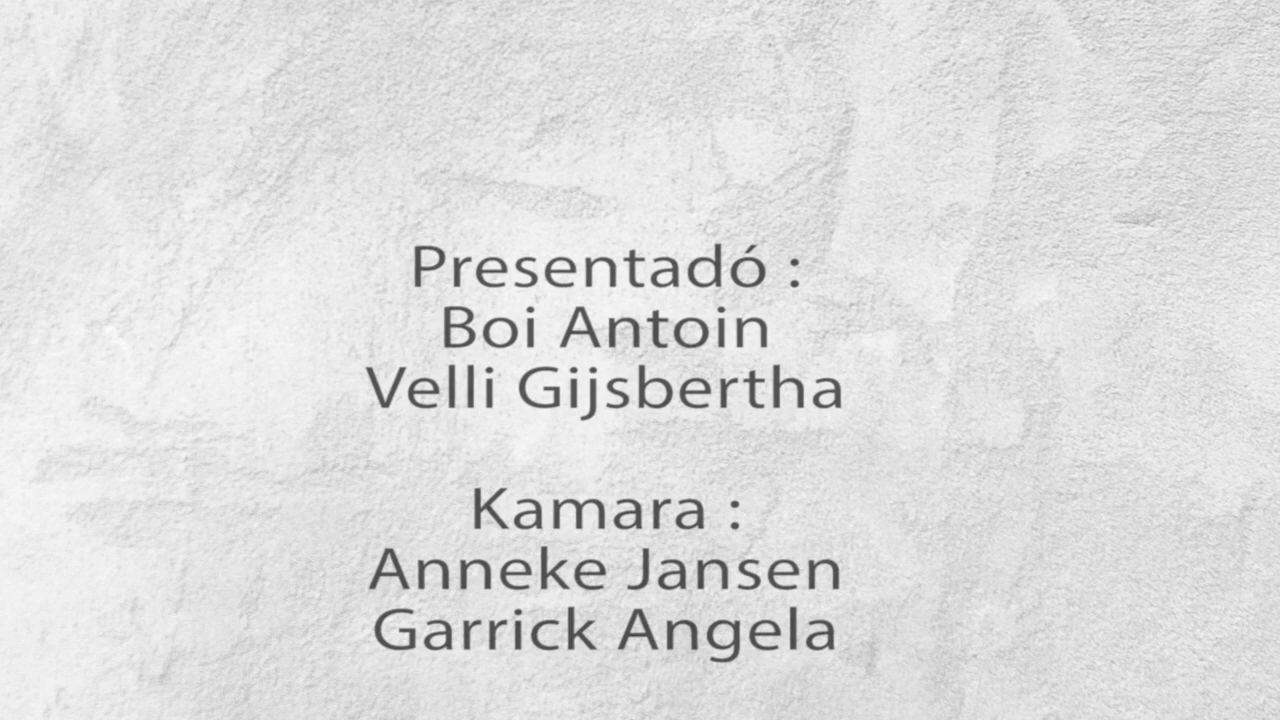 Presentadó :
Boi Antoin
Velli Gijsbertha
Kamara :
Anneke Jansen
Garrick Angela